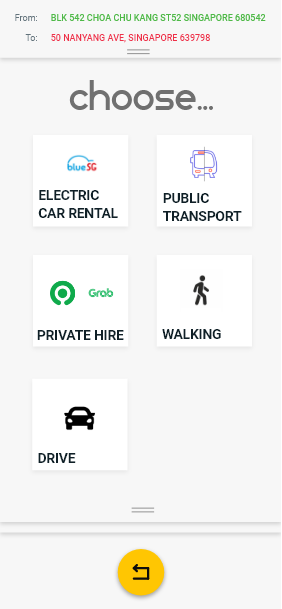 From: BLK 542 CHOA CHU KANG ST52 SINGAPORE 680542
To: 50 NANYANG AVE, SINGAPORE 639798
choose...
blueSG
ELECTRIC
CAR RENTAL
PUBLIC
TRANSPORT
Grab
PRIVATE HIRE
WALKING
DRIVE